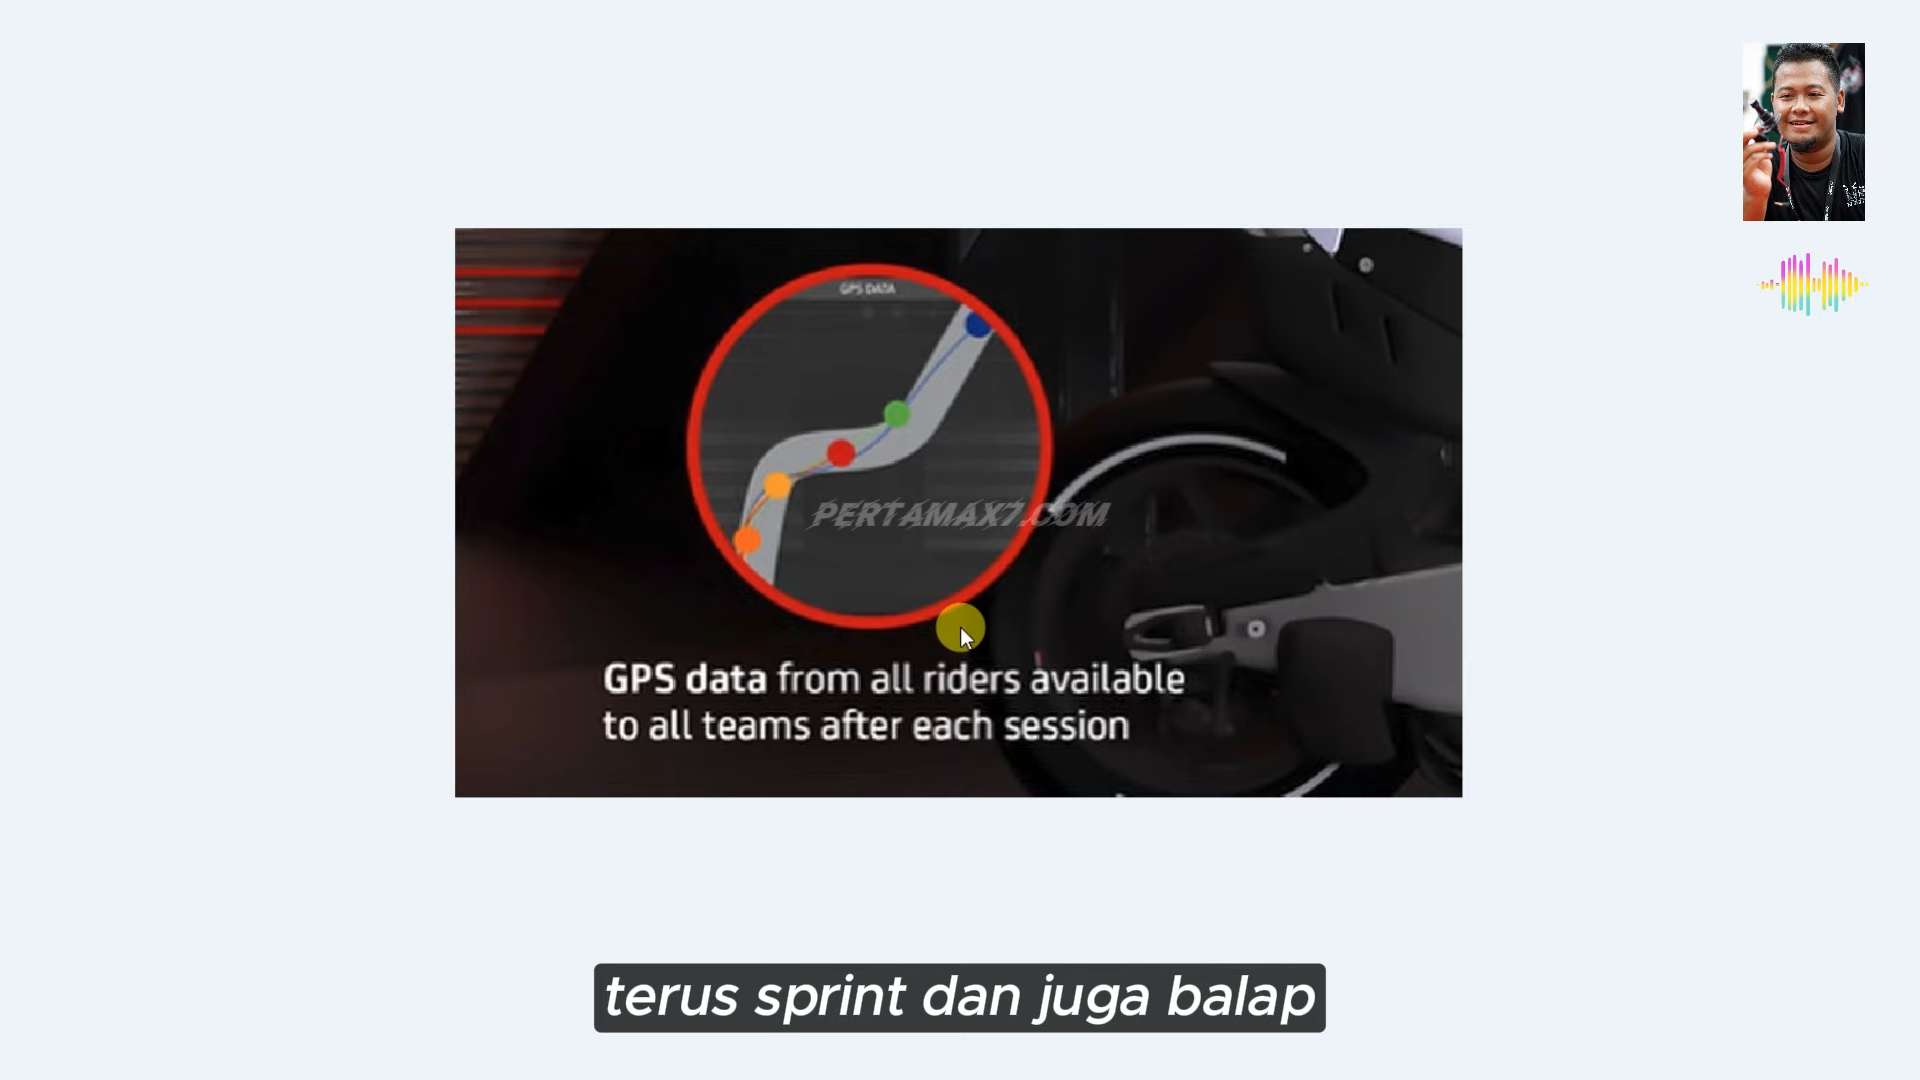 GPS DATA
PERTAMAX7.COM
GPS data from all riders available
to all teams after each session
terus sprint dan juga balap